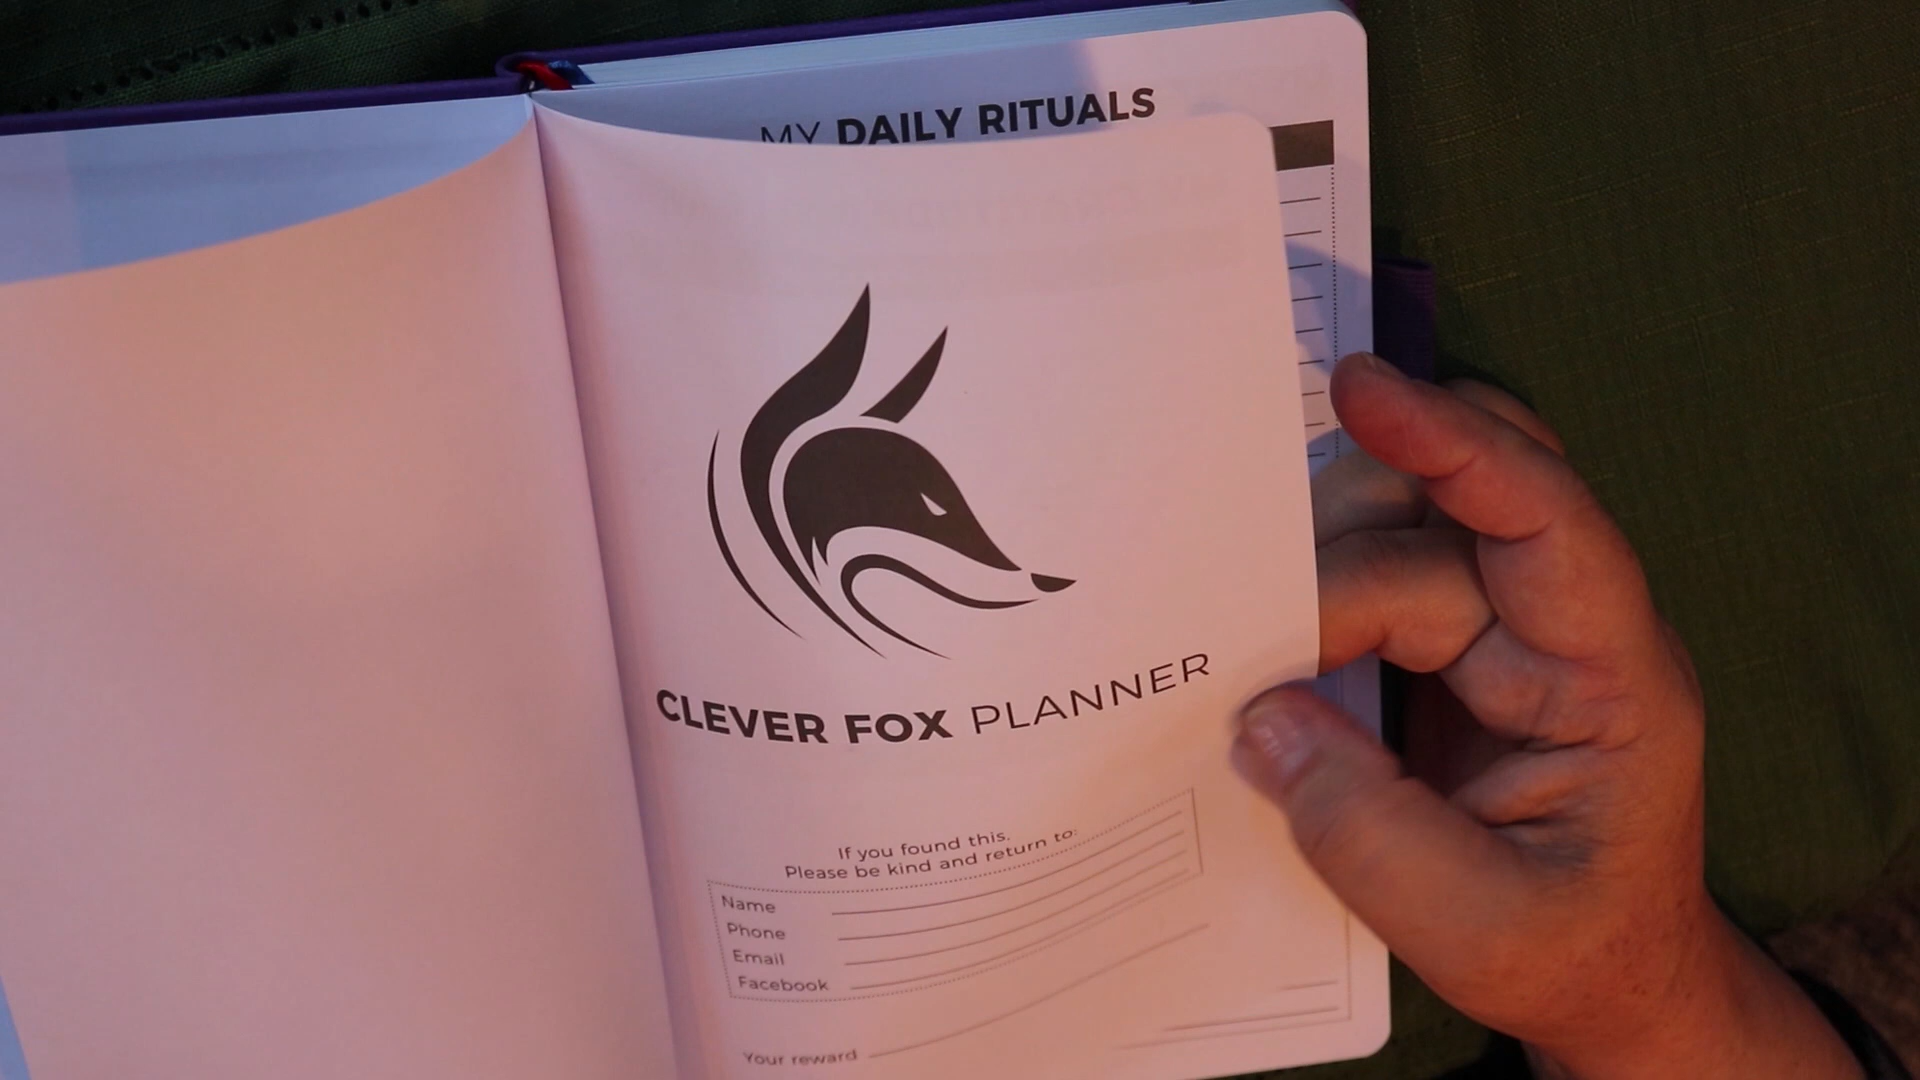 MY DAILY RITUALS
CLEVER FOX PLANNER
If you found this.
Please be kind and return to:
Name
Phone
Email
Facebook
Your reward